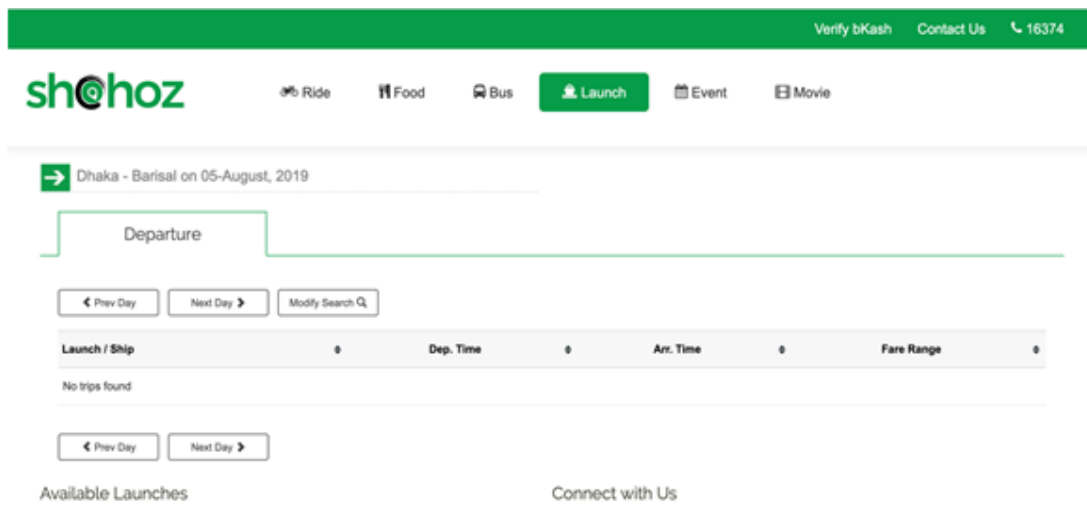 Verify bKash Contact Us 16374
shohoz Ride Food Bus Launch Event Movie
Dhaka - Barisal on 05-August, 2019
Departure
Prev Day Next Day Modify Search
Launch / Ship Dep. Time Arr. Time Fare Range
No trips found
Prev Day Next Day
Available Launches Connect with Us